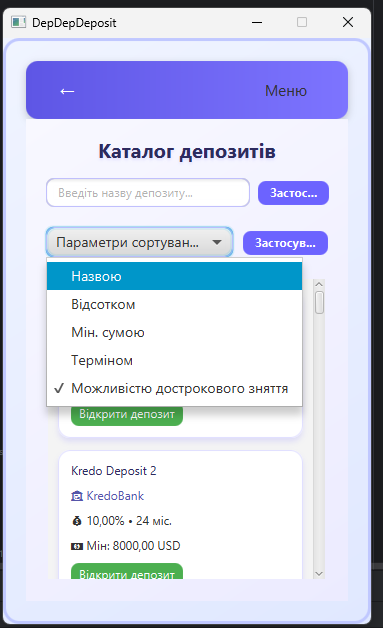 DepDepDeposit
← Меню
Каталог депозитів
Введіть назву депозиту...
Застос...
Параметри сортуван...
Застосув...
Назвою
Відсотком
Мін. сумою
Терміном
✓ Можливістю дострокового зняття
Відкрити депозит
Kredo Deposit 2
KredoBank
10,00% • 24 міс.
Мін: 8000,00 USD
Відкрити депозит